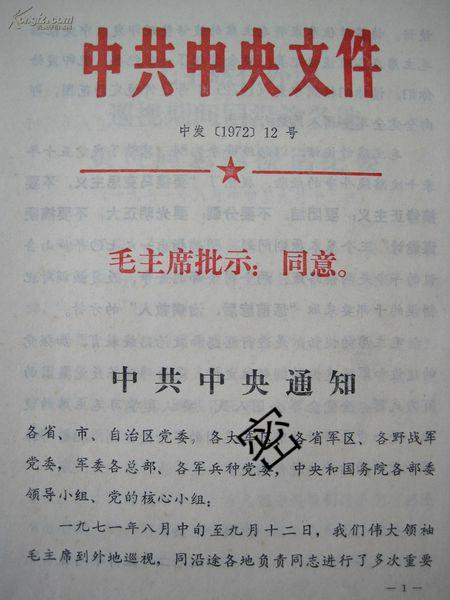 中共中央文件
中发〔1972〕12号
毛主席批示：同意。
中共中央通知
各省、市、自治区党委，各大军区、各省军区、各野战军
党委，军委各总部、各军兵种党委，中央和国务院各部委
领导小组、党的核心小组：
一九七一年八月中旬至九月十二日，我们伟大领袖
毛主席到外地巡视，同沿途各地负责同志进行了多次重要
—1—